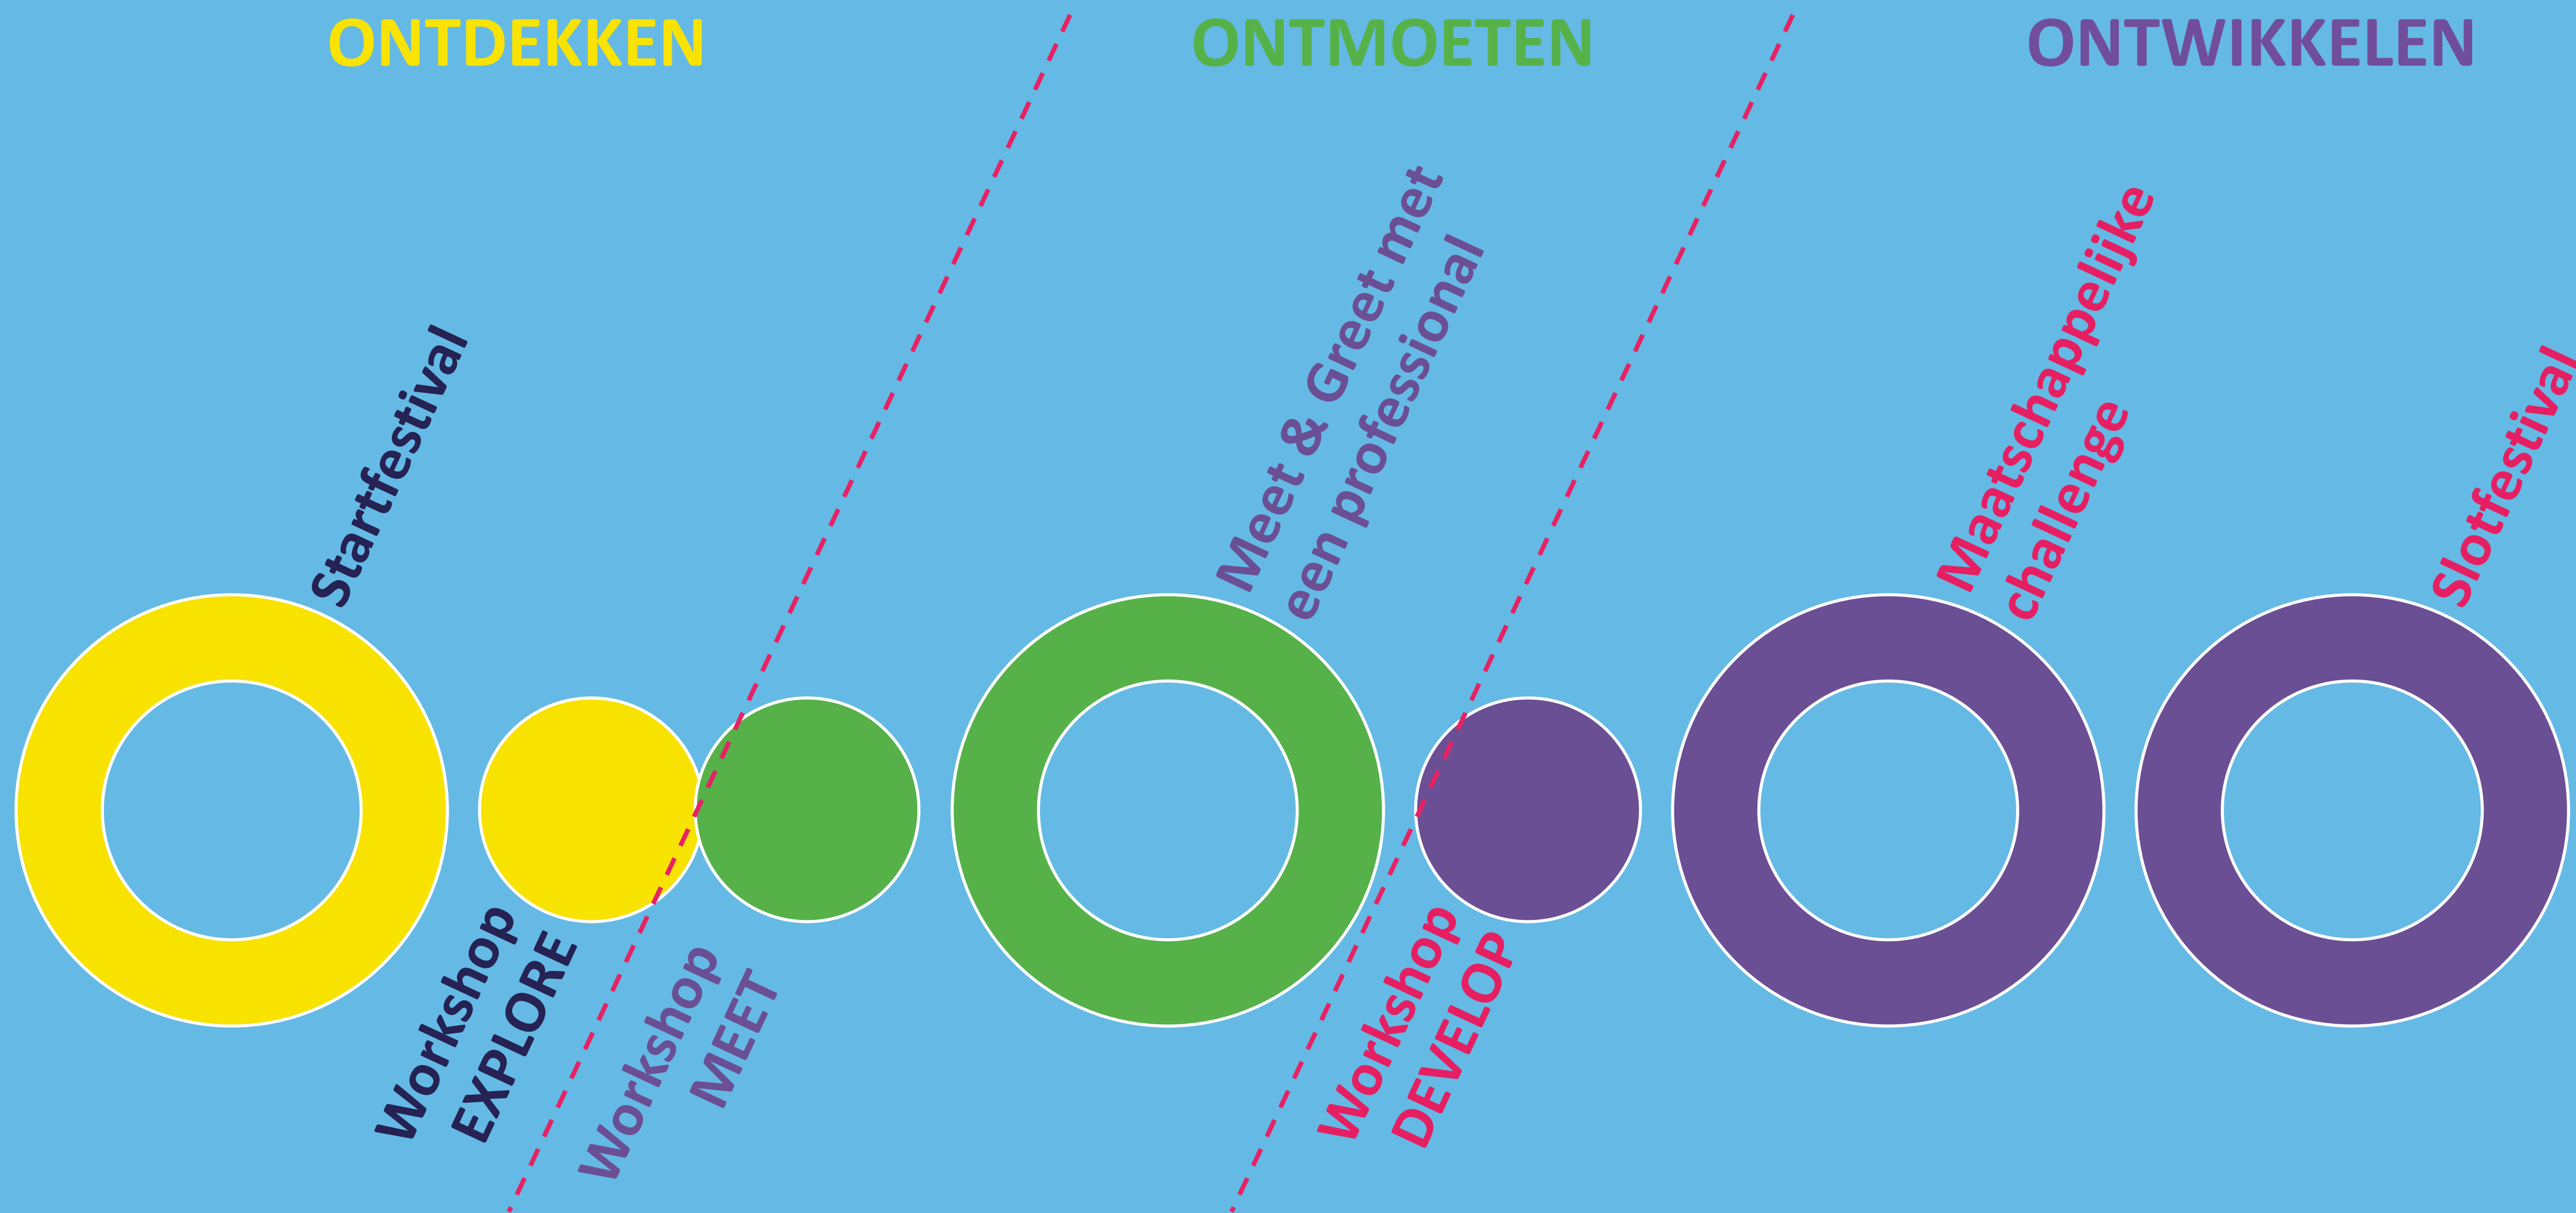 ONTDEKKEN
ONTMOETEN
ONTWIKKELEN
Startfestival
Workshop
EXPLORE
Workshop
MEET
Meet & Greet met
een professional
Workshop
DEVELOP
Maatschappelijke
challenge
Slotfestival